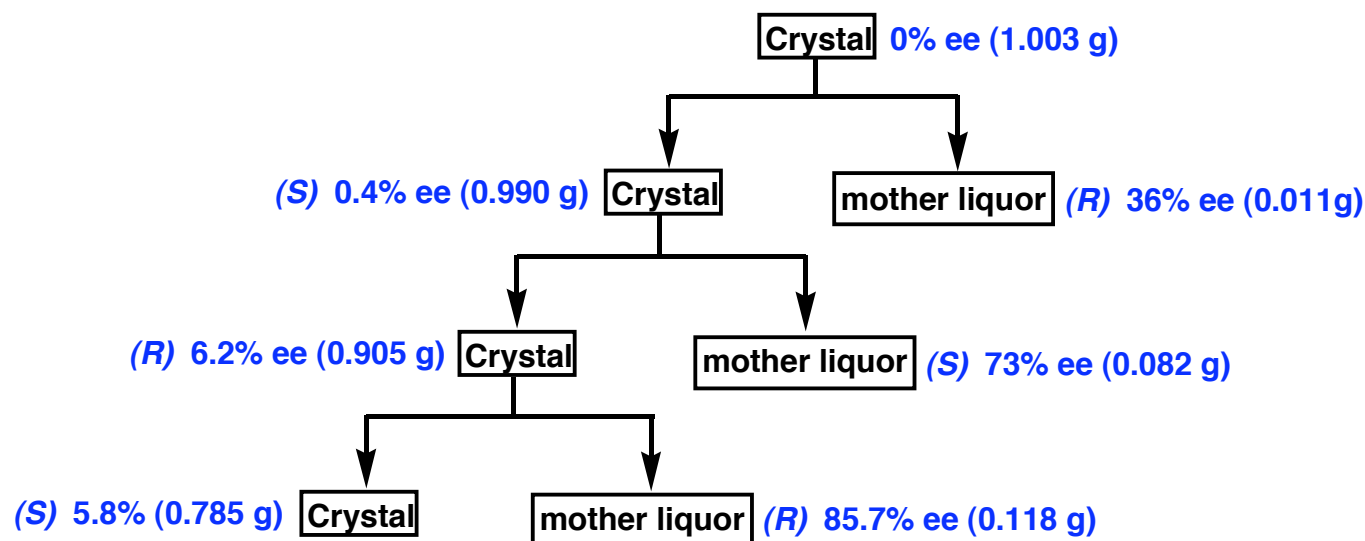 Crystal 0% ee (1.003 g)
(S) 0.4% ee (0.990 g) Crystal mother liquor (R) 36% ee (0.011g)
(R) 6.2% ee (0.905 g) Crystal mother liquor (S) 73% ee (0.082 g)
(S) 5.8% (0.785 g) Crystal mother liquor (R) 85.7% ee (0.118 g)